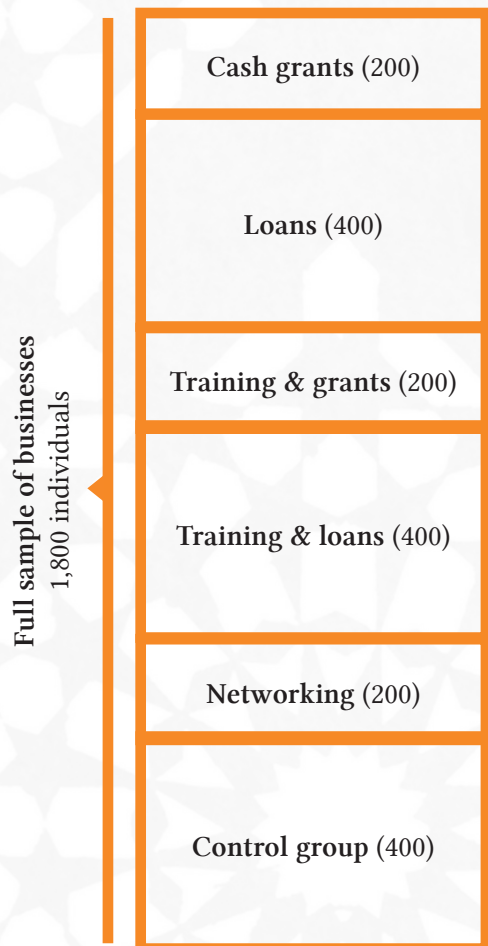 Full sample of businesses
1,800 individuals
Cash grants (200)
Loans (400)
Training & grants (200)
Training & loans (400)
Networking (200)
Control group (400)